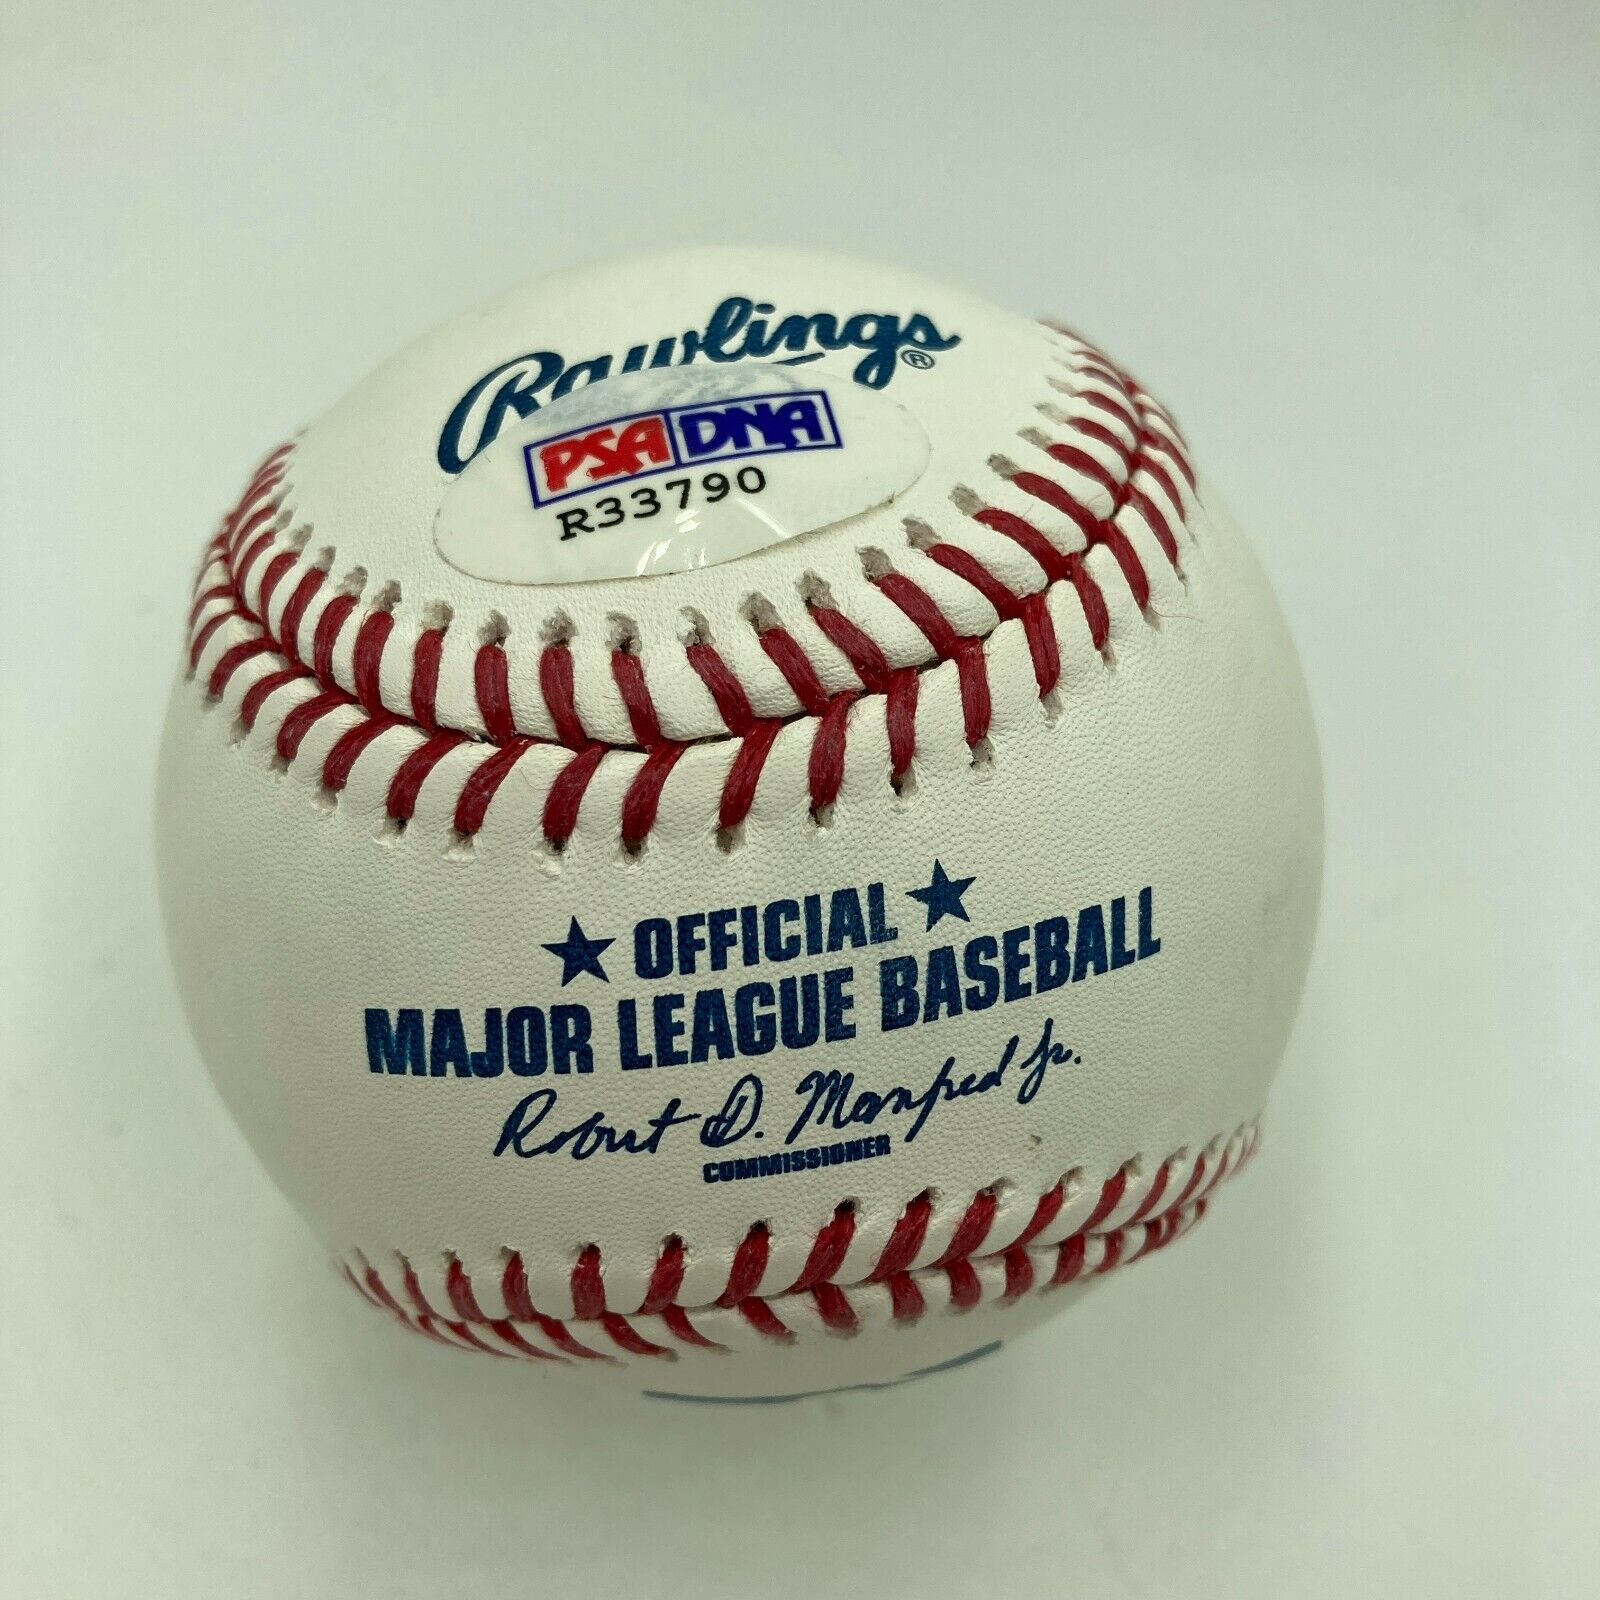 Rawlings®
PSA DNA
R33790
★ OFFICIAL ★
MAJOR LEAGUE BASEBALL
Robert D. Manfred Jr.
COMMISSIONER